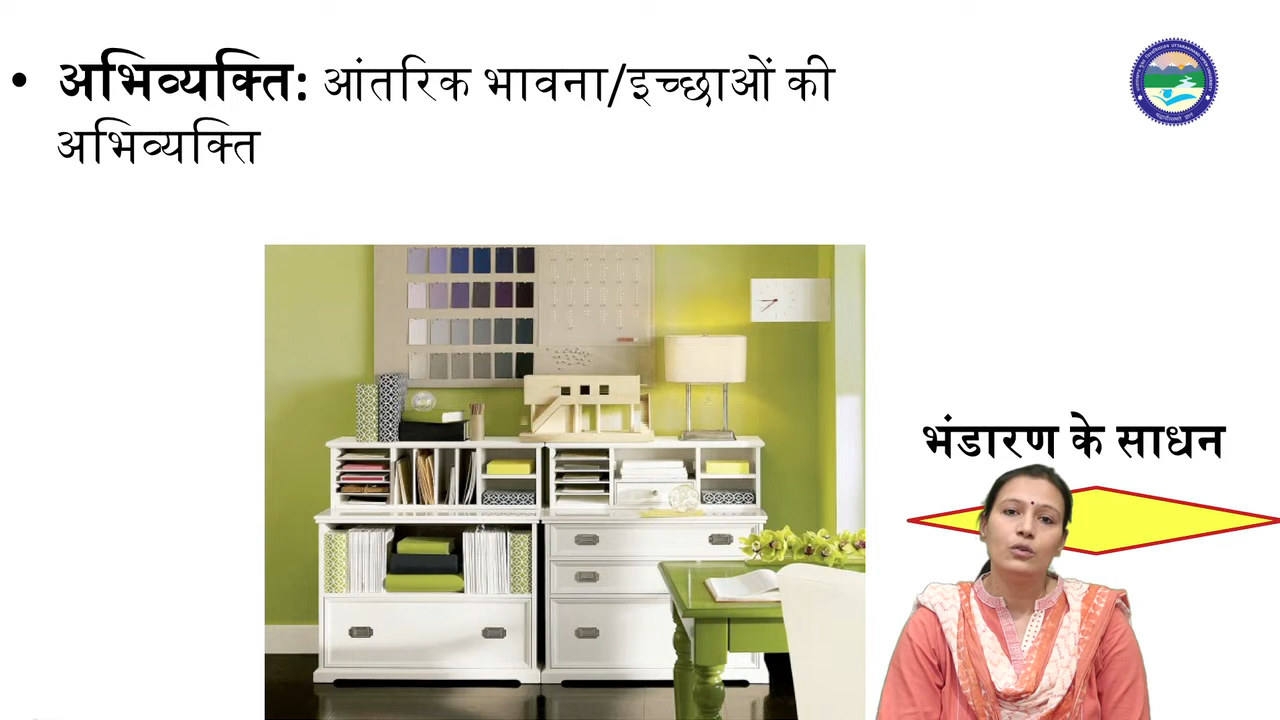 • अभिव्यक्ति: आंतरिक भावना/इच्छाओं की
अभिव्यक्ति
भंडारण के साधन